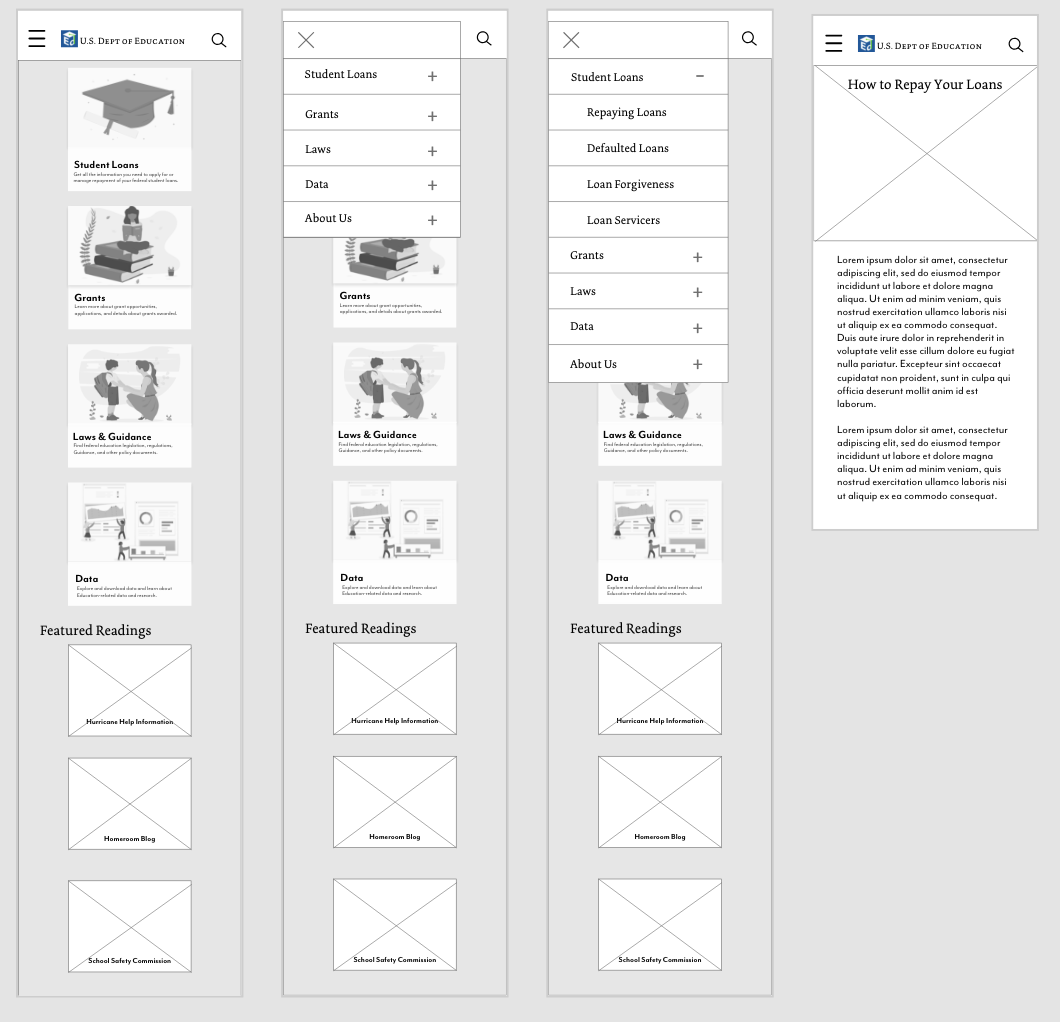 U.S. Dept of Education
Student Loans
Get all the information you need to apply for or
manage repayment of your federal student loans.
Grants
Learn more about grant opportunities,
applications, and details about grants awarded.
Laws & Guidance
Find federal education legislation, regulations,
Guidance, and other policy documents.
Data
Explore and download data and learn about
Education-related data and research.
Featured Readings
Hurricane Help Information
Homeroom Blog
School Safety Commission
Student Loans +
Grants +
Laws +
Data +
About Us +
Grants
Learn more about grant opportunities,
applications, and details about grants awarded.
Laws & Guidance
Find federal education legislation, regulations,
Guidance, and other policy documents.
Data
Explore and download data and learn about
Education-related data and research.
Featured Readings
Hurricane Help Information
Homeroom Blog
School Safety Commission
Student Loans −
Repaying Loans
Defaulted Loans
Loan Forgiveness
Loan Servicers
Grants +
Laws +
Data +
About Us +
Laws & Guidance
Find federal education legislation, regulations,
Guidance, and other policy documents.
Data
Explore and download data and learn about
Education-related data and research.
Featured Readings
Hurricane Help Information
Homeroom Blog
School Safety Commission
U.S. Dept of Education
How to Repay Your Loans
Lorem ipsum dolor sit amet, consectetur
adipiscing elit, sed do eiusmod tempor
incididunt ut labore et dolore magna
aliqua. Ut enim ad minim veniam, quis
nostrud exercitation ullamco laboris nisi
ut aliquip ex ea commodo consequat.
Duis aute irure dolor in reprehenderit in
voluptate velit esse cillum dolore eu fugiat
nulla pariatur. Excepteur sint occaecat
cupidatat non proident, sunt in culpa qui
officia deserunt mollit anim id est
laborum.
Lorem ipsum dolor sit amet, consectetur
adipiscing elit, sed do eiusmod tempor
incididunt ut labore et dolore magna
aliqua. Ut enim ad minim veniam, quis
nostrud exercitation ullamco laboris nisi
ut aliquip ex ea commodo consequat.